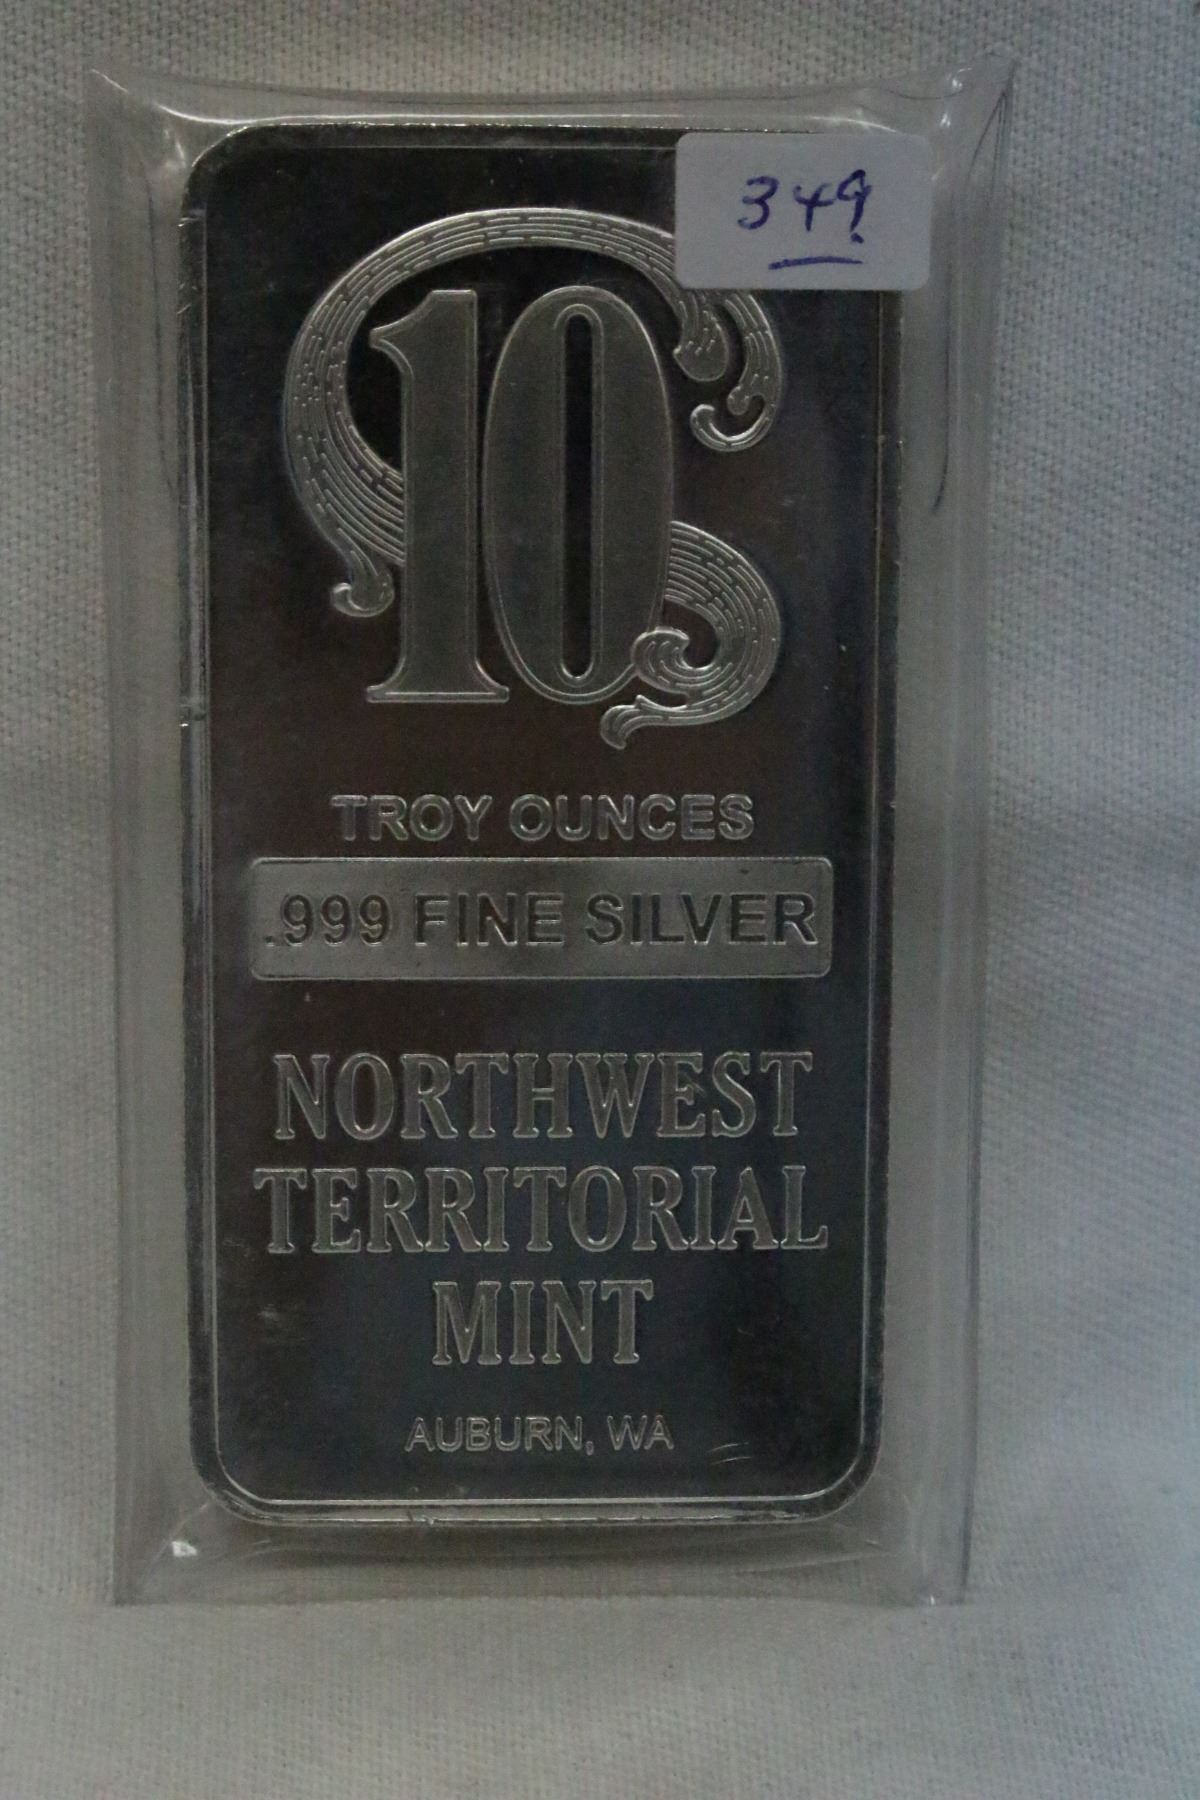 349
10
TROY OUNCES
.999 FINE SILVER
NORTHWEST
TERRITORIAL
MINT
AUBURN, WA